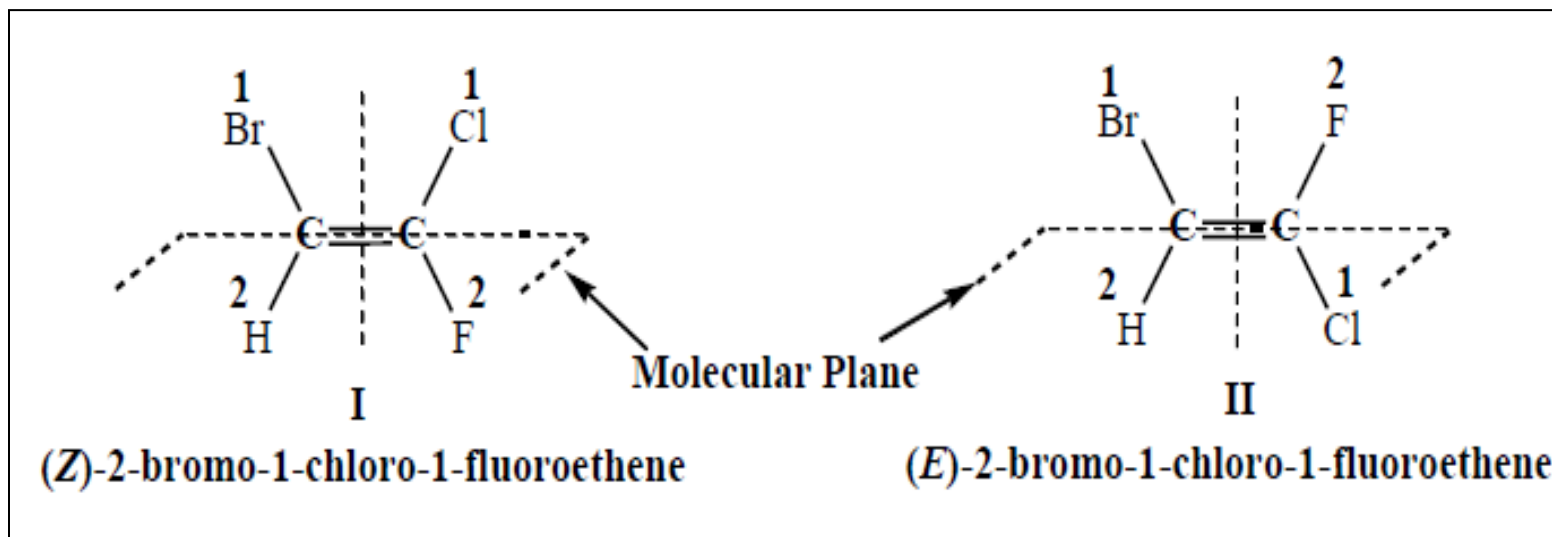 1 1 1 2
Br Cl Br F
C C C C
2 2 2 1
H F H Cl
Molecular Plane
I II
(Z)-2-bromo-1-chloro-1-fluoroethene (E)-2-bromo-1-chloro-1-fluoroethene